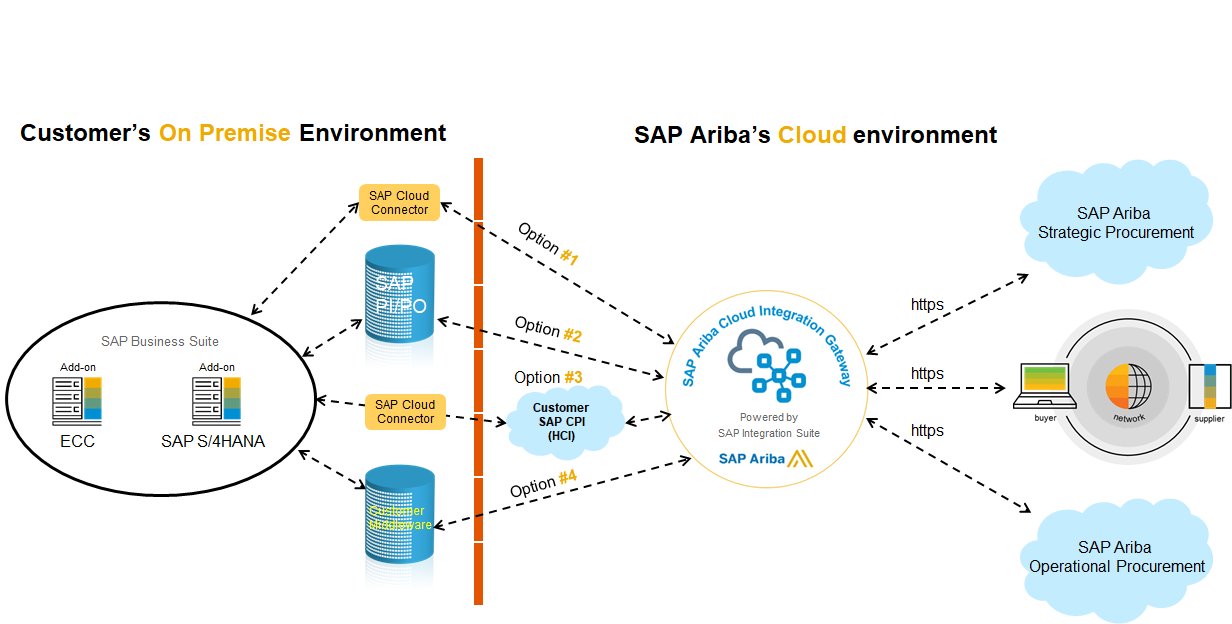 Customer's On Premise Environment
SAP Ariba's Cloud environment
SAP Cloud
Connector
Option #1
SAP
PI/PO
Option #2
SAP Business Suite
Add-on
ECC
Add-on
SAP S/4HANA
SAP Cloud
Connector
Option #3
Customer
SAP CPI
(HCI)
Customer
Middleware
Option #4
SAP Ariba Cloud Integration Gateway
Powered by
SAP Integration Suite
SAP Ariba
https
https
https
SAP Ariba
Strategic Procurement
buyer
network
supplier
SAP Ariba
Operational Procurement